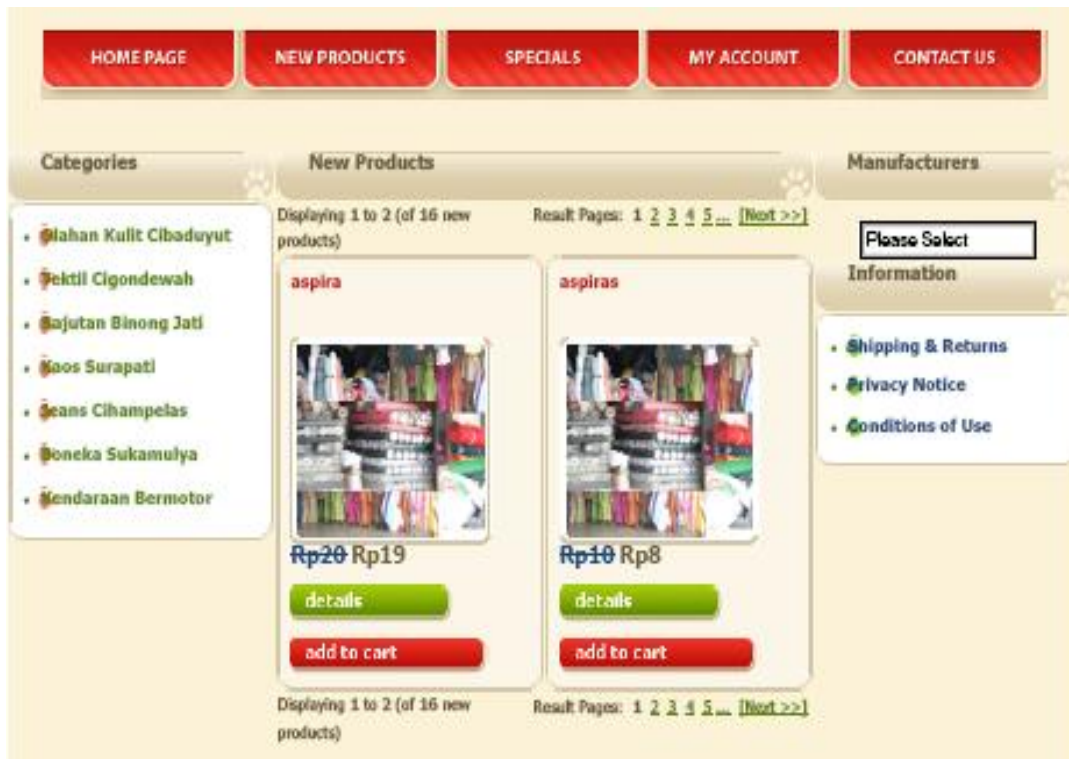 HOME PAGE NEW PRODUCTS SPECIALS MY ACCOUNT CONTACT US
Categories
Olahan Kulit Cibaduyut
Tektil Cigondewah
Rajutan Binong Jati
Kaos Surapati
Jeans Cihampelas
Boneka Sukamulya
Kendaraan Bermotor
New Products
Displaying 1 to 2 (of 16 new
products)
Result Pages: 1 2 3 4 5 ... [Next >>]
aspira
Rp20 Rp19
details
add to cart
aspiras
Rp10 Rp8
details
add to cart
Displaying 1 to 2 (of 16 new
products)
Result Pages: 1 2 3 4 5 ... [Next >>]
Manufacturers
Please Select
Information
Shipping & Returns
Privacy Notice
Conditions of Use